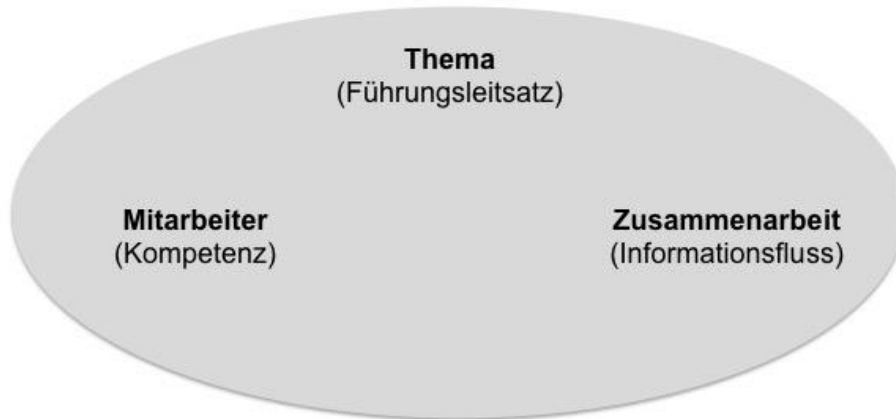 Thema
(Führungsleitsatz)
Mitarbeiter
(Kompetenz)
Zusammenarbeit
(Informationsfluss)